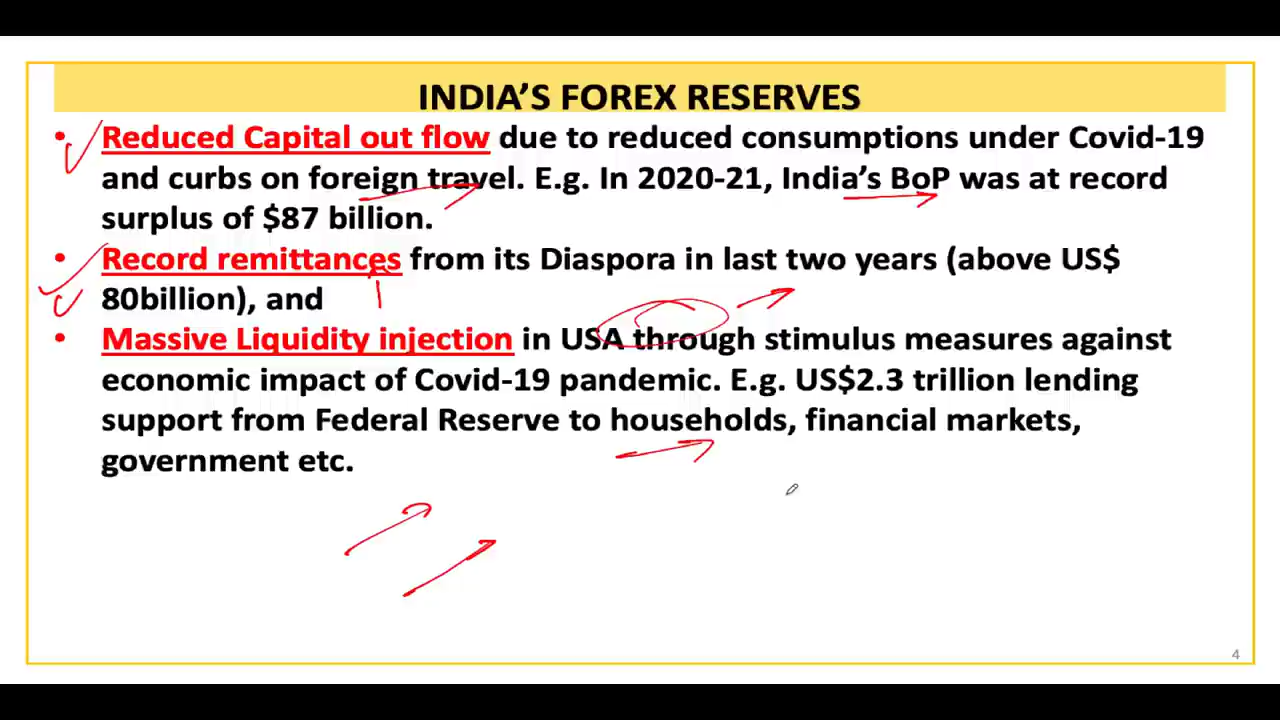 INDIA'S FOREX RESERVES
• Reduced Capital out flow due to reduced consumptions under Covid-19
and curbs on foreign travel. E.g. In 2020-21, India's BoP was at record
surplus of $87 billion.
• Record remittances from its Diaspora in last two years (above US$
80billion), and
• Massive Liquidity injection in USA through stimulus measures against
economic impact of Covid-19 pandemic. E.g. US$2.3 trillion lending
support from Federal Reserve to households, financial markets,
government etc.
4